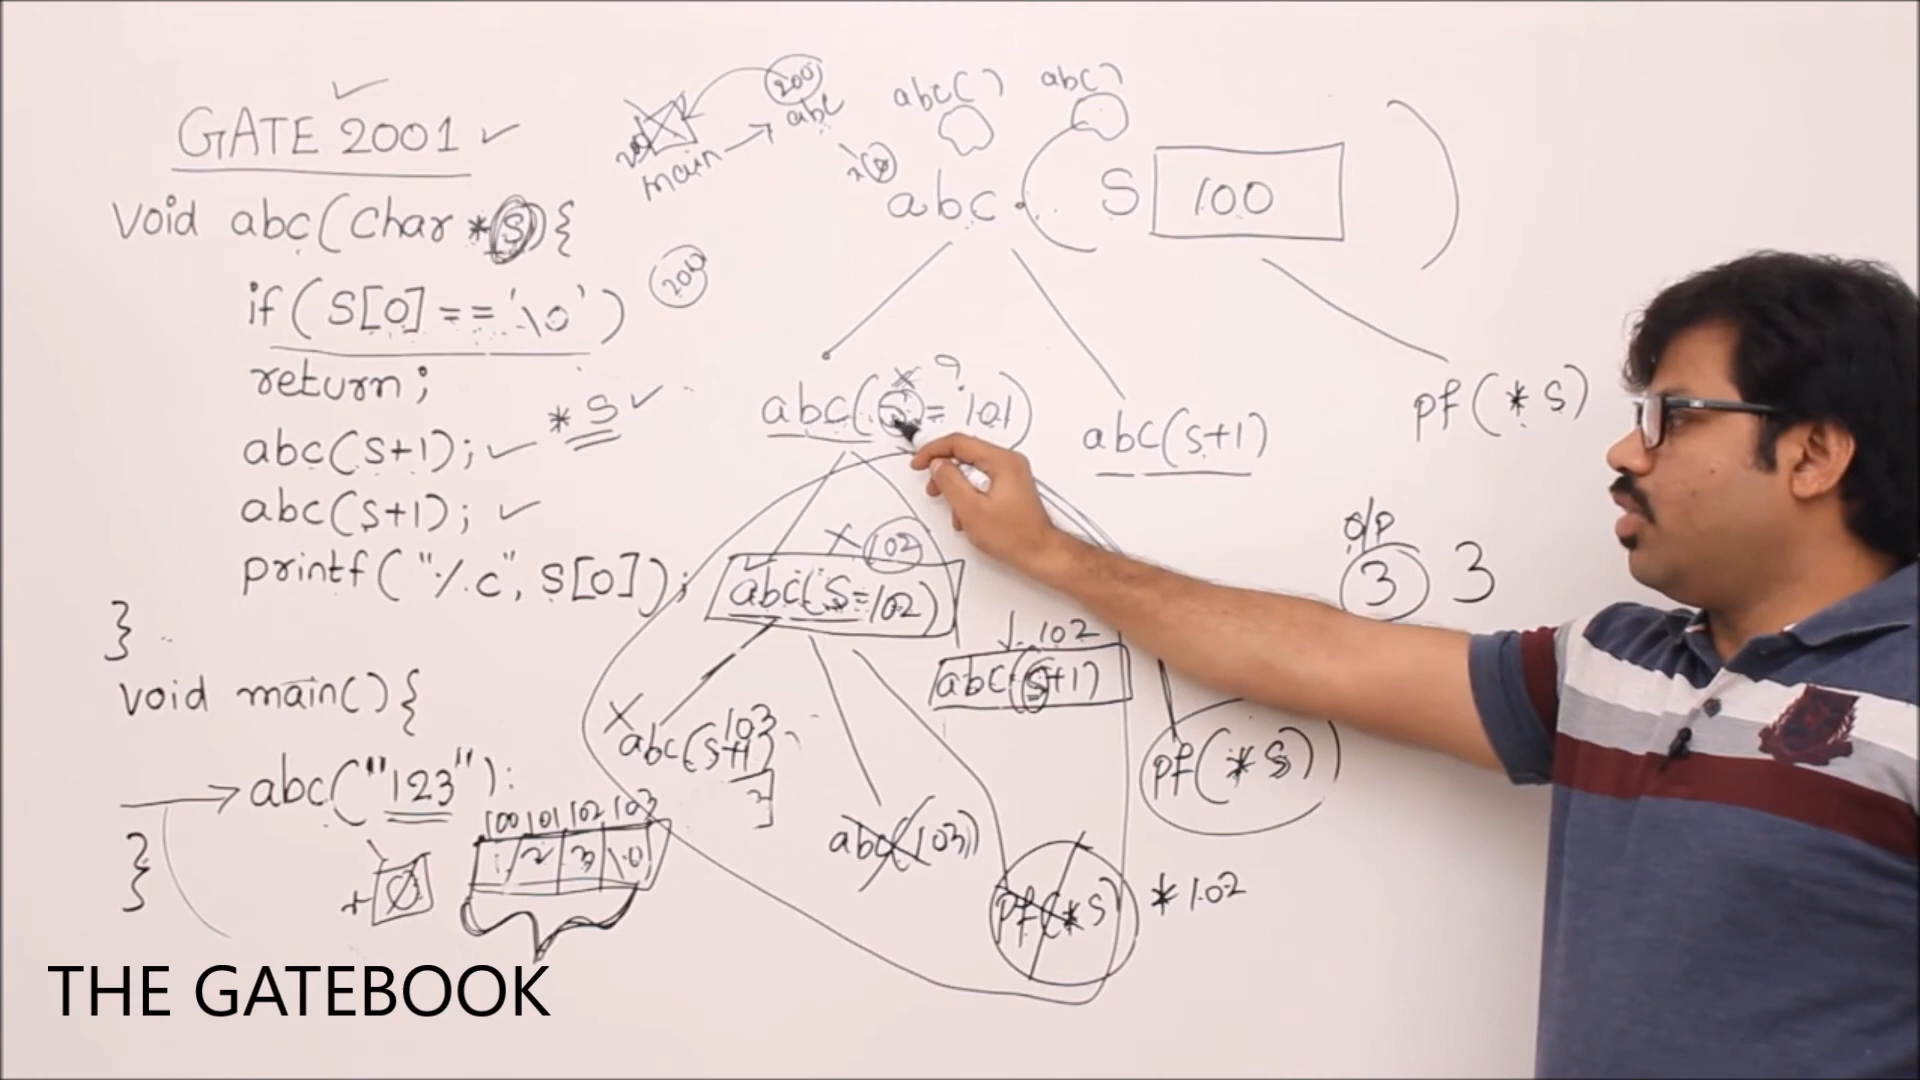 GATE 2001
void abc(char *s){
if(S[0]=='\0')
return;
abc(s+1); *S
abc(s+1);
printf("%c", S[0]);
}
void main(){
abc("123");
}
100 101 102 103
1 2 3 \0
200
200
main → abc
abc( )
abc( )
abc ( S 100 )
abc(S=101)
?
abc(s+1)
pf(*s)
102
abc(S=102)
102
abc(S+1)
103
abc(s+1)
abc(103)
pf(*s)
*102
pf(*s)
o/p
3 3
THE GATEBOOK